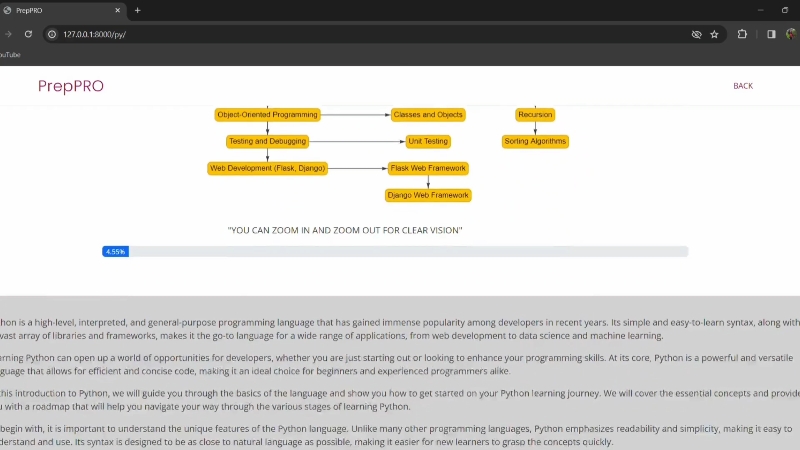 PrepPRO
127.0.0.1:8000/py/
ouTube
PrepPRO
BACK
Object-Oriented Programming
Classes and Objects
Recursion
Testing and Debugging
Unit Testing
Sorting Algorithms
Web Development (Flask, Django)
Flask Web Framework
Django Web Framework
"YOU CAN ZOOM IN AND ZOOM OUT FOR CLEAR VISION"
4.55%
hon is a high-level, interpreted, and general-purpose programming language that has gained immense popularity among developers in recent years. Its simple and easy-to-learn syntax, along with
vast array of libraries and frameworks, makes it the go-to language for a wide range of applications, from web development to data science and machine learning.
rning Python can open up a world of opportunities for developers, whether you are just starting out or looking to enhance your programming skills. At its core, Python is a powerful and versatile
guage that allows for efficient and concise code, making it an ideal choice for beginners and experienced programmers alike.
this introduction to Python, we will guide you through the basics of the language and show you how to get started on your Python learning journey. We will cover the essential concepts and provide
u with a roadmap that will help you navigate your way through the various stages of learning Python.
begin with, it is important to understand the unique features of the Python language. Unlike many other programming languages, Python emphasizes readability and simplicity, making it easy to
derstand and use. Its syntax is designed to be as close to natural language as possible, making it easier for new learners to grasp the concepts quickly.